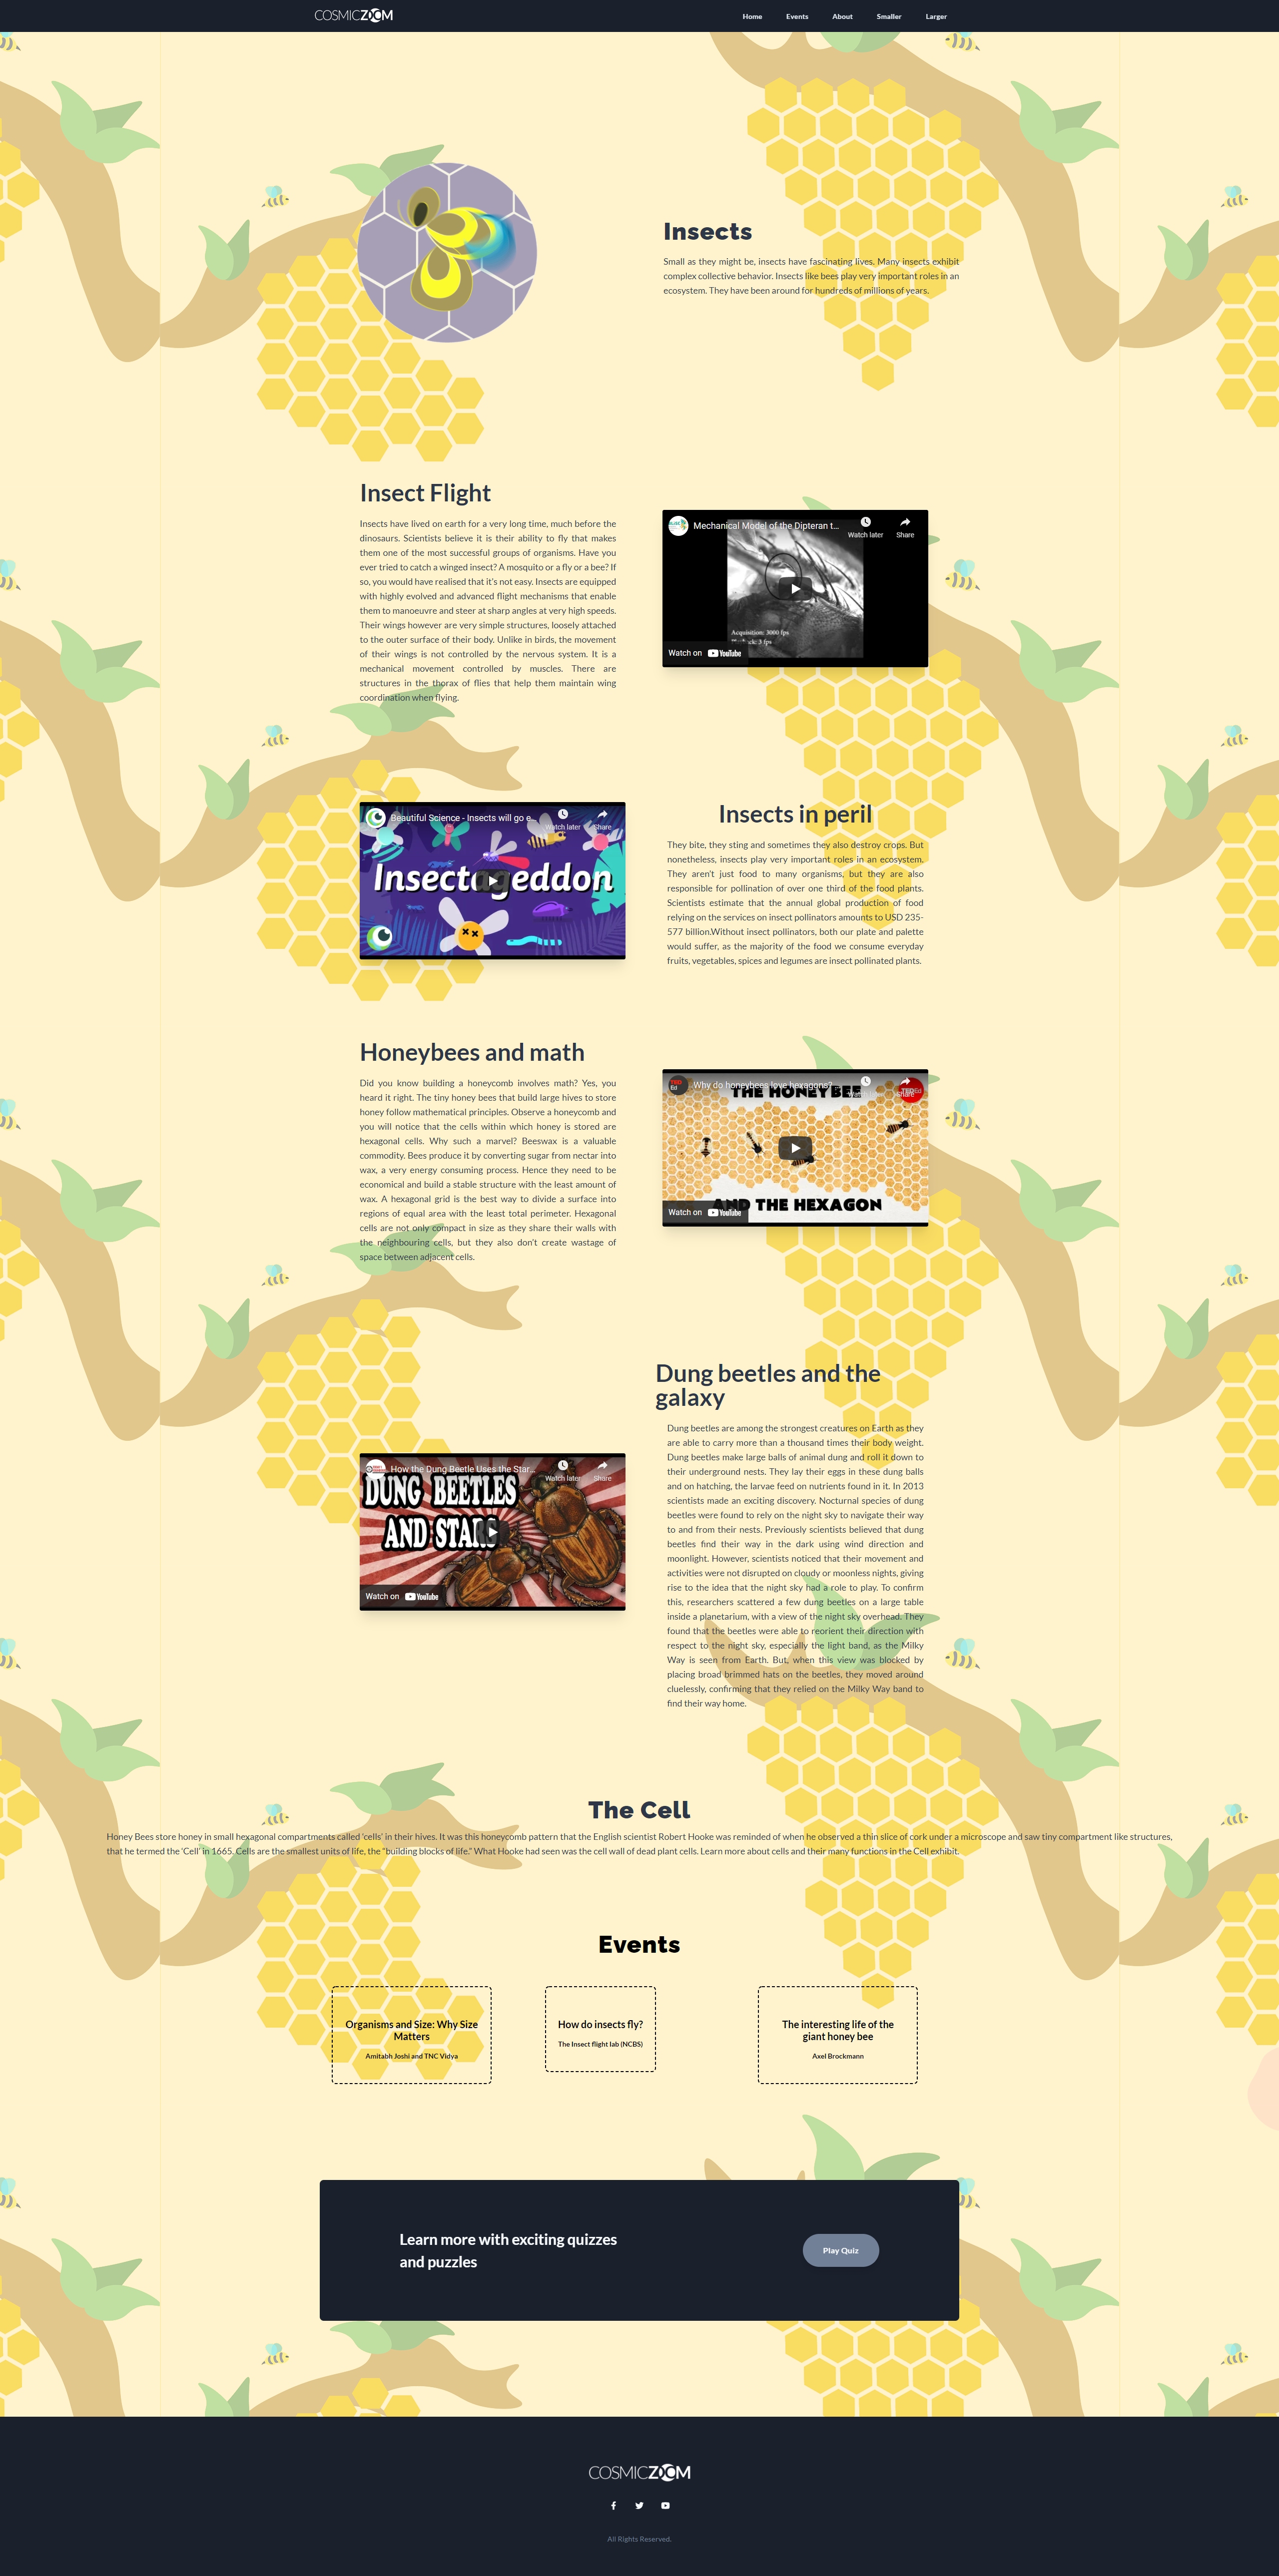 COSMICZOOM
Home Events About Smaller Larger
Insects
Small as they might be, insects have fascinating lives. Many insects exhibit
complex collective behavior. Insects like bees play very important roles in an
ecosystem. They have been around for hundreds of millions of years.
Insect Flight
Insects have lived on earth for a very long time, much before the
dinosaurs. Scientists believe it is their ability to fly that makes
them one of the most successful groups of organisms. Have you
ever tried to catch a winged insect? A mosquito or a fly or a bee? If
so, you would have realised that it's not easy. Insects are equipped
with highly evolved and advanced flight mechanisms that enable
them to manoeuvre and steer at sharp angles at very high speeds.
Their wings however are very simple structures, loosely attached
to the outer surface of their body. Unlike in birds, the movement
of their wings is not controlled by the nervous system. It is a
mechanical movement controlled by muscles. There are
structures in the thorax of flies that help them maintain wing
coordination when flying.
Mechanical Model of the Dipteran t...
Watch later
Share
Acquisition: 3000 fps
3 fps
Watch on YouTube
Beautiful Science - Insects will go e...
Watch later
Share
Insectageddon
Insects in peril
They bite, they sting and sometimes they also destroy crops. But
nonetheless, insects play very important roles in an ecosystem.
They aren't just food to many organisms, but they are also
responsible for pollination of over one third of the food plants.
Scientists estimate that the annual global production of food
relying on the services on insect pollinators amounts to USD 235-
577 billion.Without insect pollinators, both our plate and palette
would suffer, as the majority of the food we consume everyday
fruits, vegetables, spices and legumes are insect pollinated plants.
Honeybees and math
Did you know building a honeycomb involves math? Yes, you
heard it right. The tiny honey bees that build large hives to store
honey follow mathematical principles. Observe a honeycomb and
you will notice that the cells within which honey is stored are
hexagonal cells. Why such a marvel? Beeswax is a valuable
commodity. Bees produce it by converting sugar from nectar into
wax, a very energy consuming process. Hence they need to be
economical and build a stable structure with the least amount of
wax. A hexagonal grid is the best way to divide a surface into
regions of equal area with the least total perimeter. Hexagonal
cells are not only compact in size as they share their walls with
the neighbouring cells, but they also don't create wastage of
space between adjacent cells.
Why do honeybees love hexagons? ...
Share
THE HONEYBEE
AND THE HEXAGON
Watch on YouTube
Dung beetles and the
galaxy
Dung beetles are among the strongest creatures on Earth as they
are able to carry more than a thousand times their body weight.
Dung beetles make large balls of animal dung and roll it down to
their underground nests. They lay their eggs in these dung balls
and on hatching, the larvae feed on nutrients found in it. In 2013
scientists made an exciting discovery. Nocturnal species of dung
beetles were found to rely on the night sky to navigate their way
to and from their nests. Previously scientists believed that dung
beetles find their way in the dark using wind direction and
moonlight. However, scientists noticed that their movement and
activities were not disrupted on cloudy or moonless nights, giving
rise to the idea that the night sky had a role to play. To confirm
this, researchers scattered a few dung beetles on a large table
inside a planetarium, with a view of the night sky overhead. They
found that the beetles were able to reorient their direction with
respect to the night sky, especially the light band, as the Milky
Way is seen from Earth. But, when this view was blocked by
placing broad brimmed hats on the beetles, they moved around
cluelessly, confirming that they relied on the Milky Way band to
find their way home.
How the Dung Beetle Uses the Star...
Watch later
Share
DUNG BEETLES
AND STARS
Watch on YouTube
The Cell
Honey Bees store honey in small hexagonal compartments called 'cells' in their hives. It was this honeycomb pattern that the English scientist Robert Hooke was reminded of when he observed a thin slice of cork under a microscope and saw tiny compartment like structures,
that he termed the 'Cell' in 1665. Cells are the smallest units of life, the "building blocks of life." What Hooke had seen was the cell wall of dead plant cells. Learn more about cells and their many functions in the Cell exhibit.
Events
Organisms and Size: Why Size
Matters
Amitabh Joshi and TNC Vidya
How do insects fly?
The Insect flight lab (NCBS)
The interesting life of the
giant honey bee
Axel Brockmann
Learn more with exciting quizzes
and puzzles
Play Quiz
COSMICZOOM
All Rights Reserved.